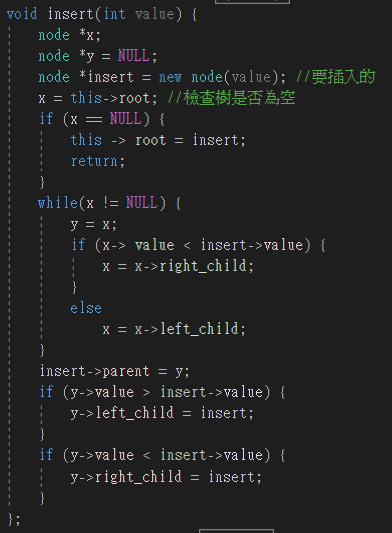 void insert(int value) {
    node *x;
    node *y = NULL;
    node *insert = new node(value); //要插入的
    x = this->root; //檢查樹是否為空
    if (x == NULL) {
        this -> root = insert;
        return;
    }
    while(x != NULL) {
        y = x;
        if (x-> value < insert->value) {
            x = x->right_child;
        }
        else
            x = x->left_child;
    }
    insert->parent = y;
    if (y->value > insert->value) {
        y->left_child = insert;
    }
    if (y->value < insert->value) {
        y->right_child = insert;
    }
};